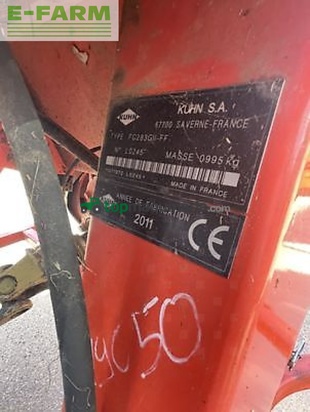 E-FARM
KUHN
KUHN S.A.
67700 SAVERNE-FRANCE
TYPE FC283GII-FF
N° L0245
MASSE 0995 Kg
MADE IN FRANCE
ANNEE DE FABRICATION
2011
CE
50